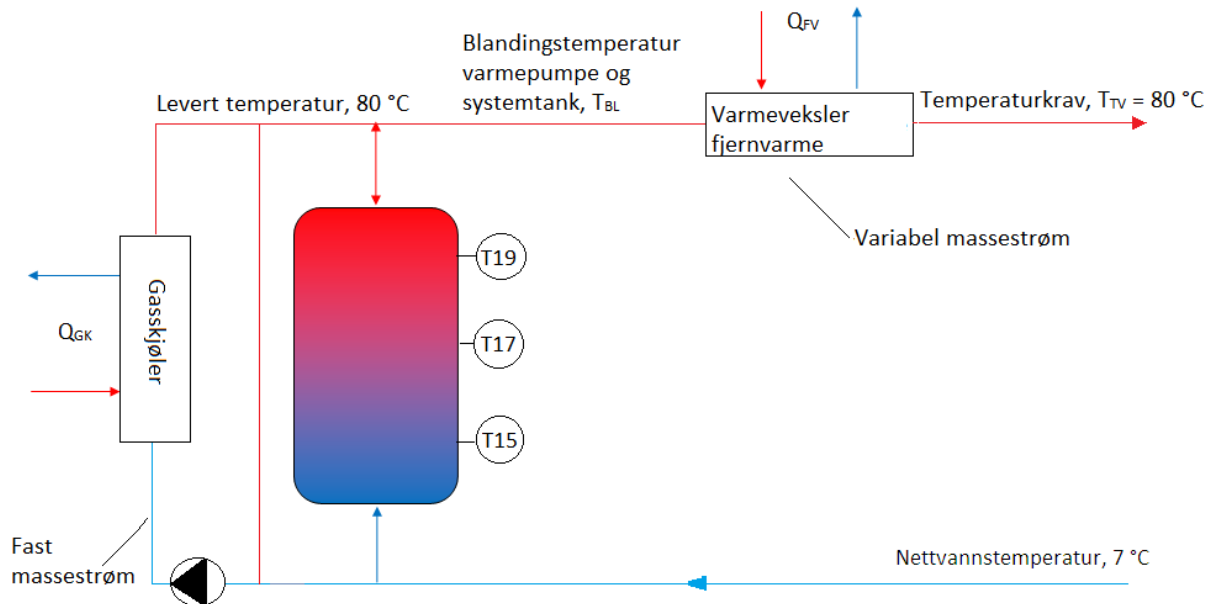 Blandingstemperatur
varmepumpe og
systemtank, TBL
QFV
Levert temperatur, 80 °C
Varmeveksler
fjernvarme
Temperaturkrav, TTV = 80 °C
Variabel massestrøm
Gasskjøler
QGK
T19
T17
T15
Fast
massestrøm
Nettvannstemperatur, 7 °C